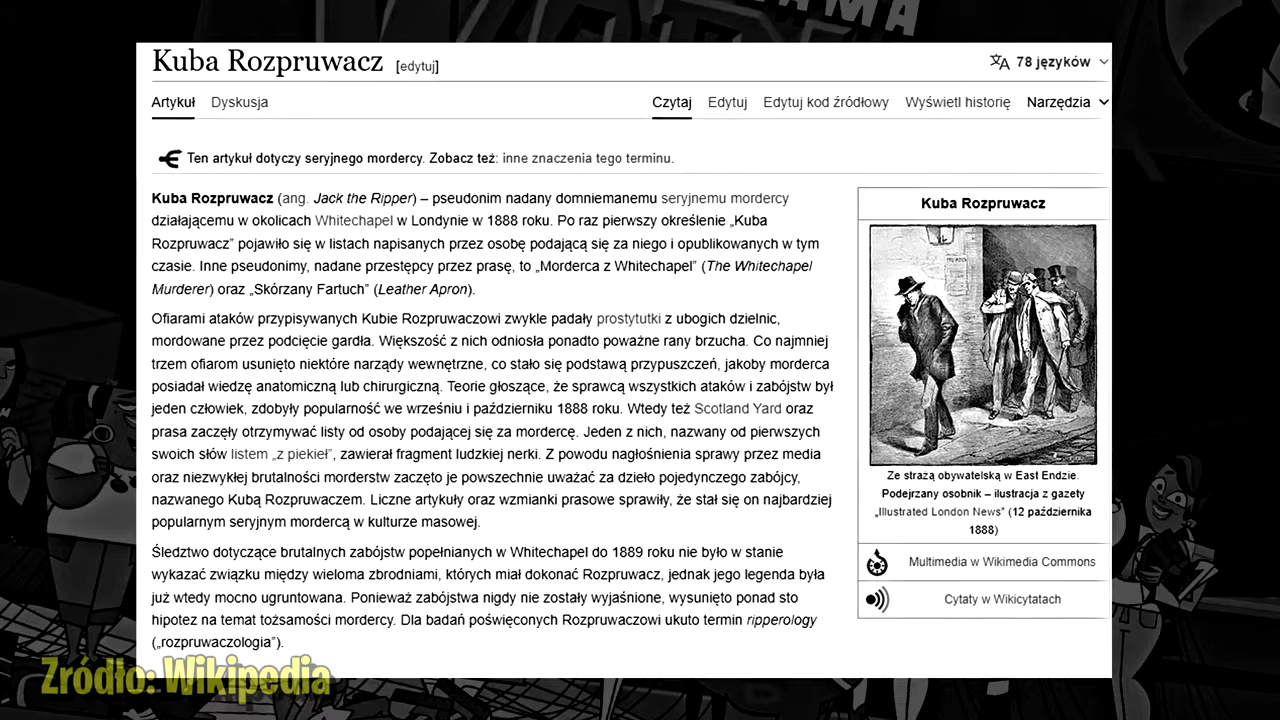 AMA
Kuba Rozpruwacz [edytuj]
78 języków
Artykuł Dyskusja Czytaj Edytuj Edytuj kod źródłowy Wyświetl historię Narzędzia
Ten artykuł dotyczy seryjnego mordercy. Zobacz też: inne znaczenia tego terminu.
Kuba Rozpruwacz (ang. Jack the Ripper) – pseudonim nadany domniemanemu seryjnemu mordercy
działającemu w okolicach Whitechapel w Londynie w 1888 roku. Po raz pierwszy określenie „Kuba
Rozpruwacz” pojawiło się w listach napisanych przez osobę podającą się za niego i opublikowanych w tym
czasie. Inne pseudonimy, nadane przestępcy przez prasę, to „Morderca z Whitechapel” (The Whitechapel
Murderer) oraz „Skórzany Fartuch” (Leather Apron).
Ofiarami ataków przypisywanych Kubie Rozpruwaczowi zwykle padały prostytutki z ubogich dzielnic,
mordowane przez podcięcie gardła. Większość z nich odniosła ponadto poważne rany brzucha. Co najmniej
trzem ofiarom usunięto niektóre narządy wewnętrzne, co stało się podstawą przypuszczeń, jakoby morderca
posiadał wiedzę anatomiczną lub chirurgiczną. Teorie głoszące, że sprawcą wszystkich ataków i zabójstw był
jeden człowiek, zdobyły popularność we wrześniu i październiku 1888 roku. Wtedy też Scotland Yard oraz
prasa zaczęły otrzymywać listy od osoby podającej się za mordercę. Jeden z nich, nazwany od pierwszych
swoich słów listem „z piekieł”, zawierał fragment ludzkiej nerki. Z powodu nagłośnienia sprawy przez media
oraz niezwykłej brutalności morderstw zaczęto je powszechnie uważać za dzieło pojedynczego zabójcy,
nazwanego Kubą Rozpruwaczem. Liczne artykuły oraz wzmianki prasowe sprawiły, że stał się on najbardziej
popularnym seryjnym mordercą w kulturze masowej.
Śledztwo dotyczące brutalnych zabójstw popełnianych w Whitechapel do 1889 roku nie było w stanie
wykazać związku między wieloma zbrodniami, których miał dokonać Rozpruwacz, jednak jego legenda była
już wtedy mocno ugruntowana. Ponieważ zabójstwa nigdy nie zostały wyjaśnione, wysunięto ponad sto
hipotez na temat tożsamości mordercy. Dla badań poświęconych Rozpruwaczowi ukuto termin ripperology
(„rozpruwaczologia”).
Kuba Rozpruwacz
Ze strażą obywatelską w East Endzie.
Podejrzany osobnik – ilustracja z gazety
„Illustrated London News” (12 października
1888)
Multimedia w Wikimedia Commons
Cytaty w Wikicytatach
Zródło: Wikipedia